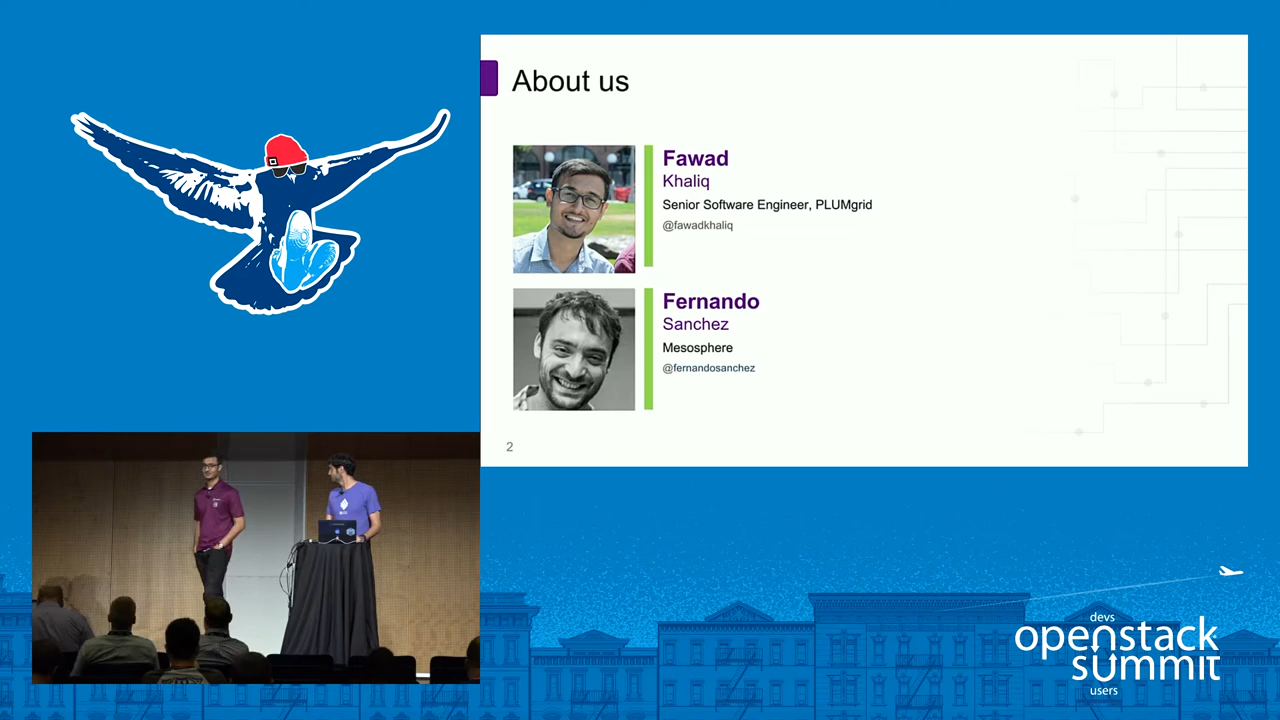 About us
Fawad
Khaliq
Senior Software Engineer, PLUMgrid
@fawadkhaliq
Fernando
Sanchez
Mesosphere
@fernandosanchez
2
devs
openstack
summit
users